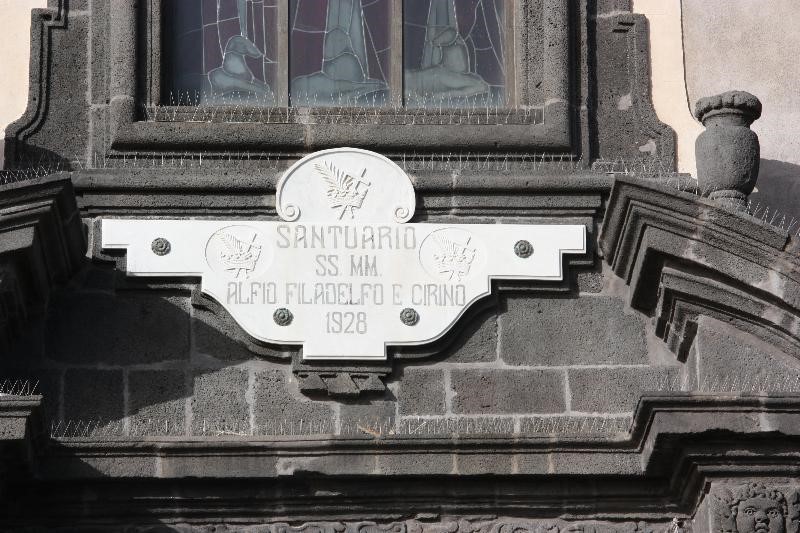 SANTUARIO
SS. MM.
ALFIO FILADELFO E CIRINO
1928